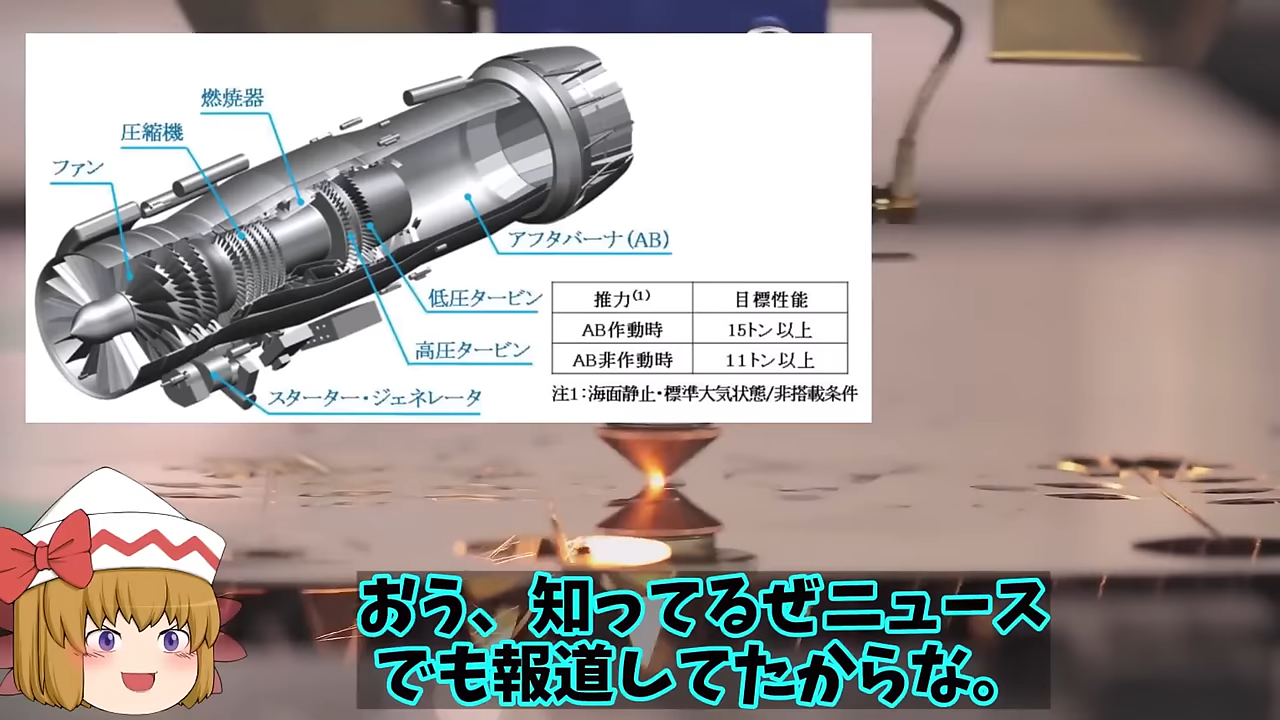 燃焼器
圧縮機
ファン
アフタバーナ(AB)
低圧タービン
高圧タービン
スターター・ジェネレータ
推力(1) 目標性能
AB作動時 15トン以上
AB非作動時 11トン以上
注1:海面静止・標準大気状態/非搭載条件
おう、知ってるぜニュース
でも報道してたからな。